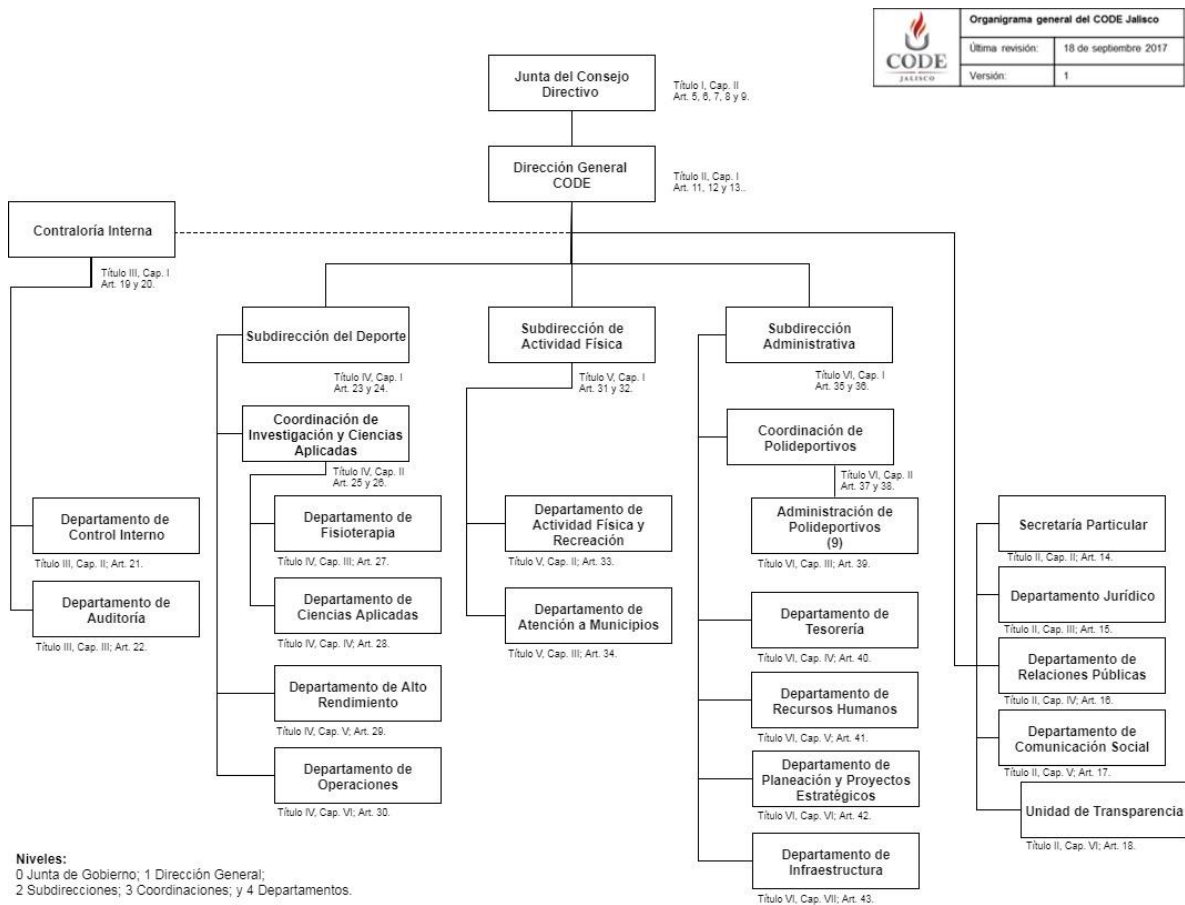 CODE
JALISCO
Organigrama general del CODE Jalisco
Última revisión:
18 de septiembre 2017
Versión:
1
Junta del Consejo
Directivo
Título I, Cap. II
Art. 5, 6, 7, 8 y 9.
Dirección General
CODE
Título II, Cap. I
Art. 11, 12 y 13..
Contraloría Interna
Título III, Cap. I
Art. 19 y 20.
Departamento de
Control Interno
Título III, Cap. II; Art. 21.
Departamento de
Auditoría
Título III, Cap. III; Art. 22.
Subdirección del Deporte
Título IV, Cap. I
Art. 23 y 24.
Coordinación de
Investigación y Ciencias
Aplicadas
Título IV, Cap. II
Art. 25 y 26.
Departamento de
Fisioterapia
Título IV, Cap. III; Art. 27.
Departamento de
Ciencias Aplicadas
Título IV, Cap. IV; Art. 28.
Departamento de Alto
Rendimiento
Título IV, Cap. V; Art. 29.
Departamento de
Operaciones
Título IV, Cap. VI; Art. 30.
Subdirección de
Actividad Física
Título V, Cap. I
Art. 31 y 32.
Departamento de
Actividad Física y
Recreación
Título V, Cap. II; Art. 33.
Departamento de
Atención a Municipios
Título V, Cap. III; Art. 34.
Subdirección
Administrativa
Título VI, Cap. I
Art. 35 y 36.
Coordinación de
Polideportivos
Título VI, Cap. II
Art. 37 y 38.
Administración de
Polideportivos
(9)
Título VI, Cap. III; Art. 39.
Departamento de
Tesorería
Título VI, Cap. IV; Art. 40.
Departamento de
Recursos Humanos
Título VI, Cap. V; Art. 41.
Departamento de
Planeación y Proyectos
Estratégicos
Título VI, Cap. VI; Art. 42.
Departamento de
Infraestructura
Título VI, Cap. VII; Art. 43.
Secretaría Particular
Título II, Cap. II; Art. 14.
Departamento Jurídico
Título II, Cap. III; Art. 15.
Departamento de
Relaciones Públicas
Título II, Cap. IV; Art. 16.
Departamento de
Comunicación Social
Título II, Cap. V; Art. 17.
Unidad de Transparencia
Título II, Cap. VI; Art. 18.
Niveles:
0 Junta de Gobierno; 1 Dirección General;
2 Subdirecciones; 3 Coordinaciones; y 4 Departamentos.